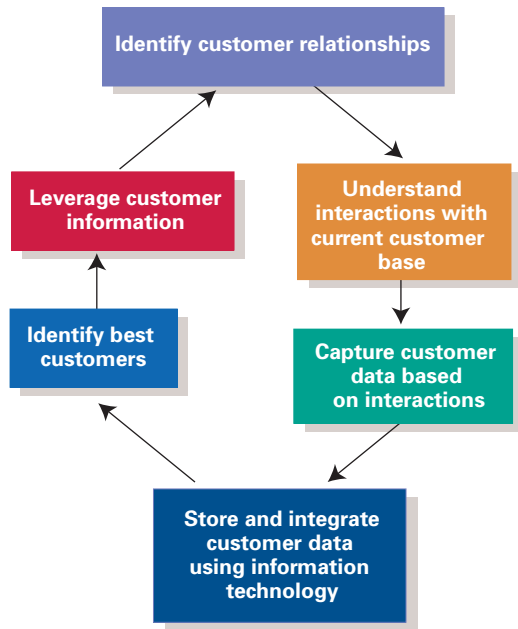 Identify customer relationships
Understand
interactions with
current customer
base
Capture customer
data based
on interactions
Store and integrate
customer data
using information
technology
Identify best
customers
Leverage customer
information